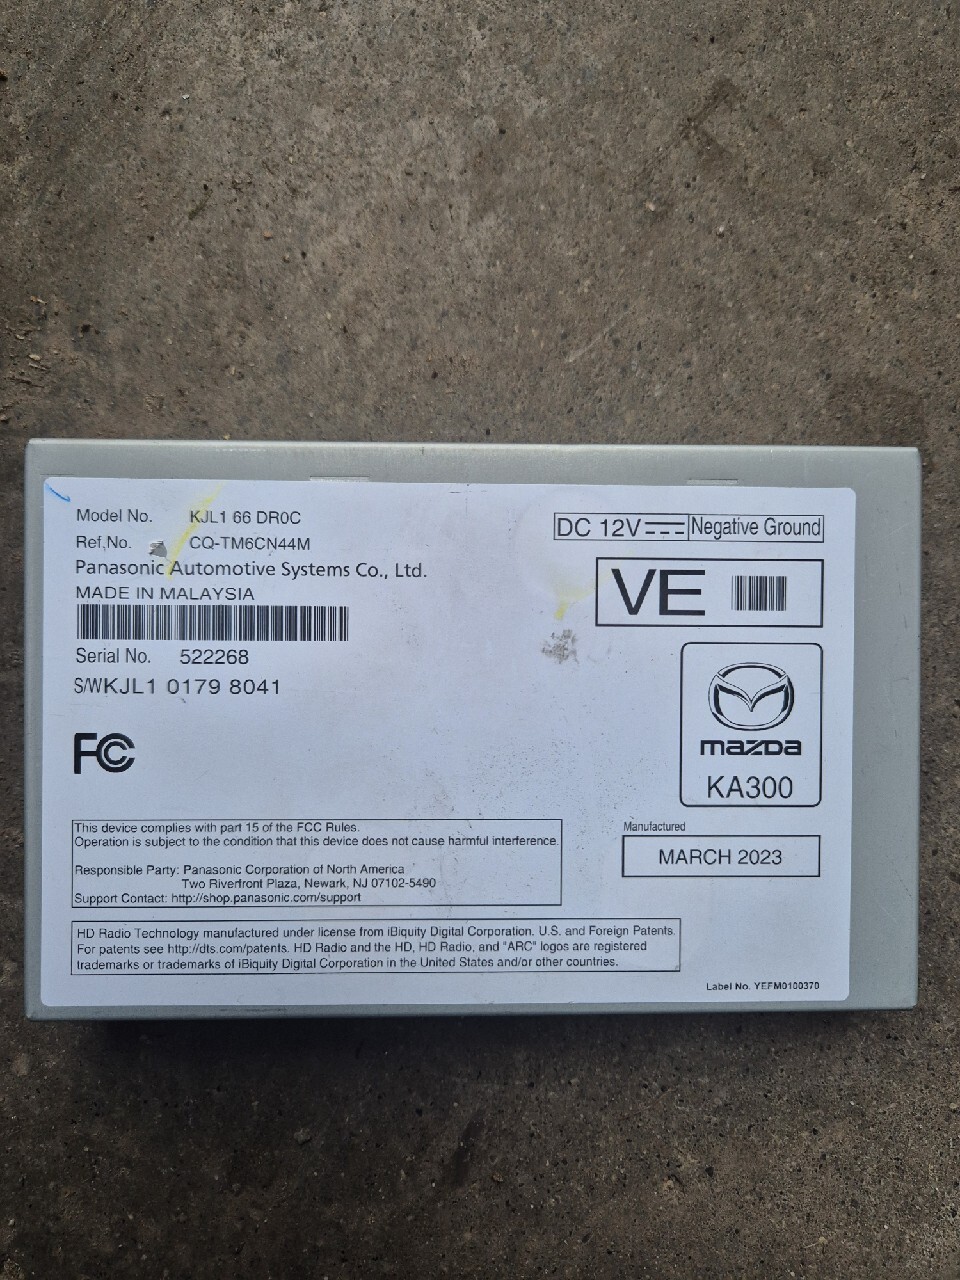 Model No. KJL1 66 DR0C
Ref.No. CQ-TM6CN44M
Panasonic Automotive Systems Co., Ltd.
MADE IN MALAYSIA
Serial No. 522268
S/WKJL1 0179 8041
FC
DC 12V Negative Ground
VE
mazda
KA300
Manufactured
MARCH 2023
This device complies with part 15 of the FCC Rules.
Operation is subject to the condition that this device does not cause harmful interference.
Responsible Party: Panasonic Corporation of North America
Two Riverfront Plaza, Newark, NJ 07102-5490
Support Contact: http://shop.panasonic.com/support
HD Radio Technology manufactured under license from iBiquity Digital Corporation. U.S. and Foreign Patents.
For patents see http://dts.com/patents. HD Radio and the HD, HD Radio, and "ARC" logos are registered
trademarks or trademarks of iBiquity Digital Corporation in the United States and/or other countries.
Label No. YEFM0100370